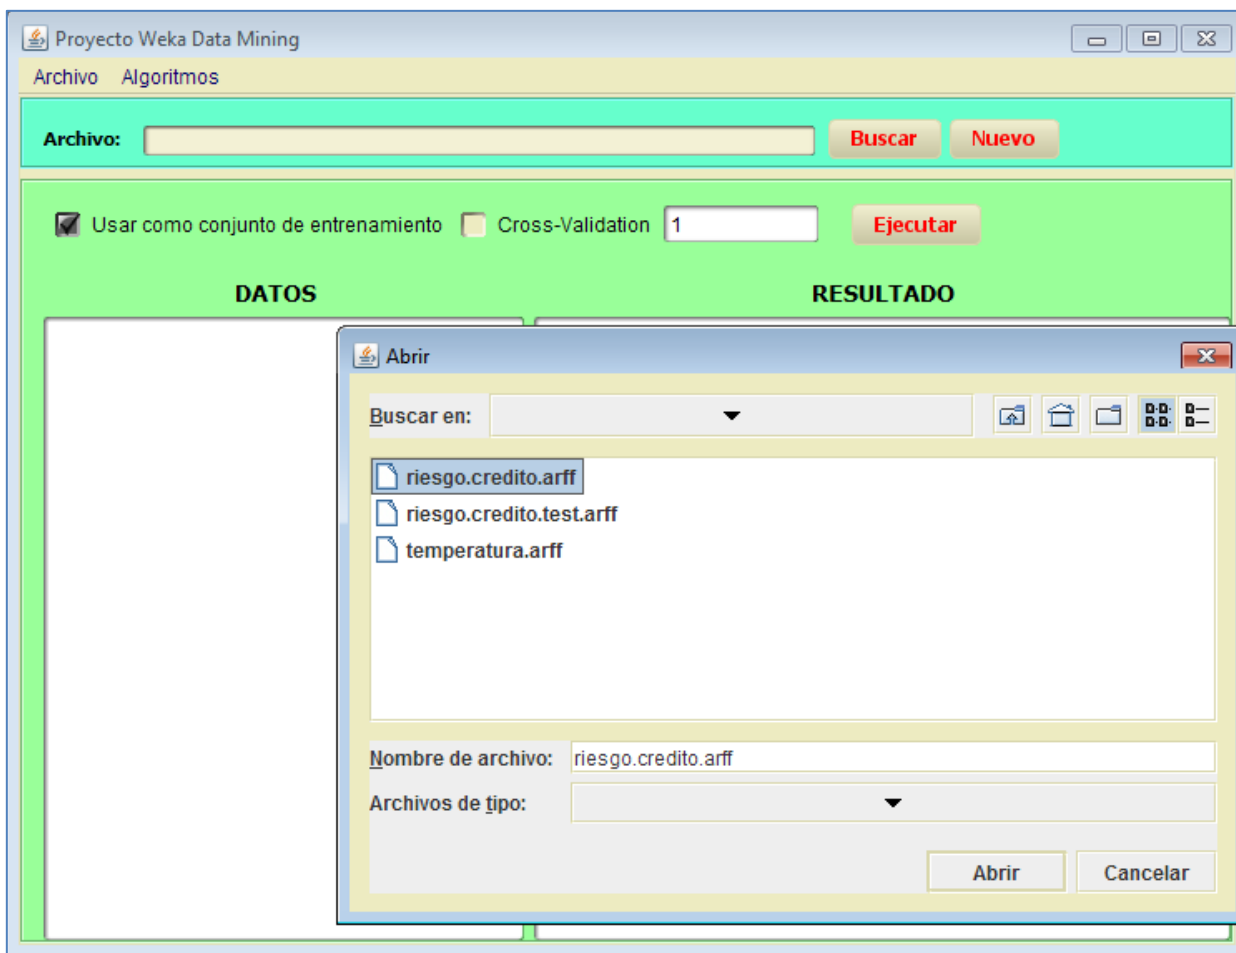 Proyecto Weka Data Mining
Archivo Algoritmos
Archivo: Buscar Nuevo
Usar como conjunto de entrenamiento Cross-Validation 1 Ejecutar
DATOS RESULTADO
Abrir
Buscar en:
riesgo.credito.arff
riesgo.credito.test.arff
temperatura.arff
Nombre de archivo: riesgo.credito.arff
Archivos de tipo:
Abrir Cancelar